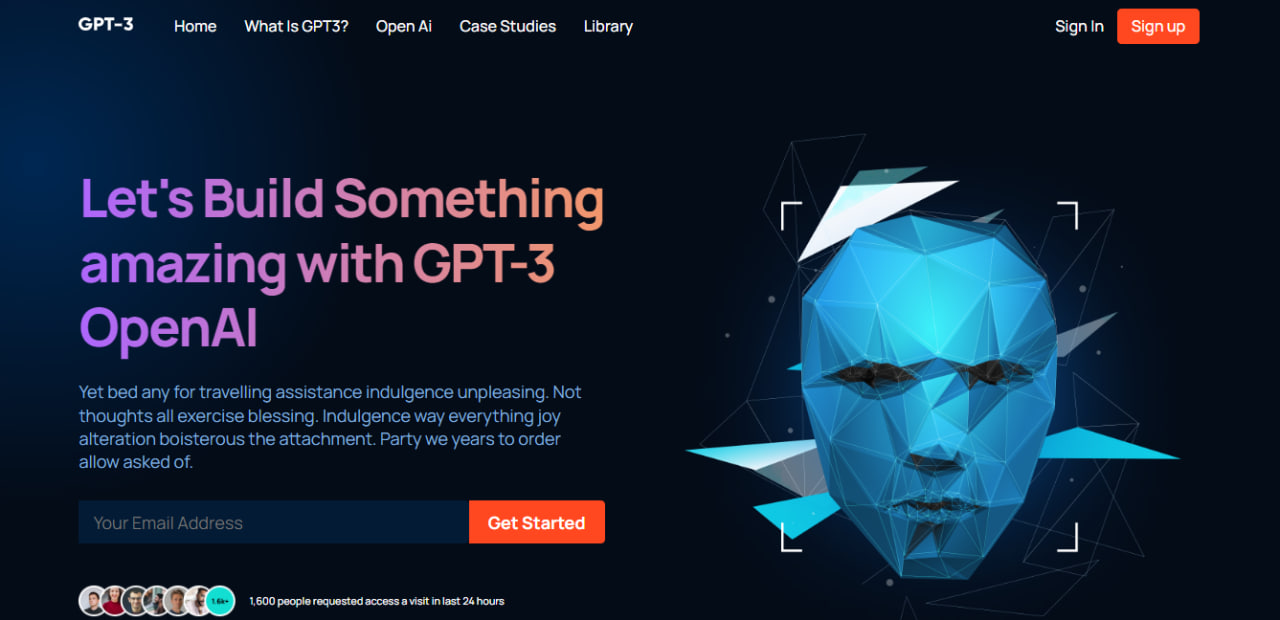 GPT-3
Home
What Is GPT3?
Open Ai
Case Studies
Library
Sign In
Sign up
Let's Build Something
amazing with GPT-3
OpenAI
Yet bed any for travelling assistance indulgence unpleasing. Not
thoughts all exercise blessing. Indulgence way everything joy
alteration boisterous the attachment. Party we years to order
allow asked of.
Your Email Address
Get Started
1.6k+
1,600 people requested access a visit in last 24 hours